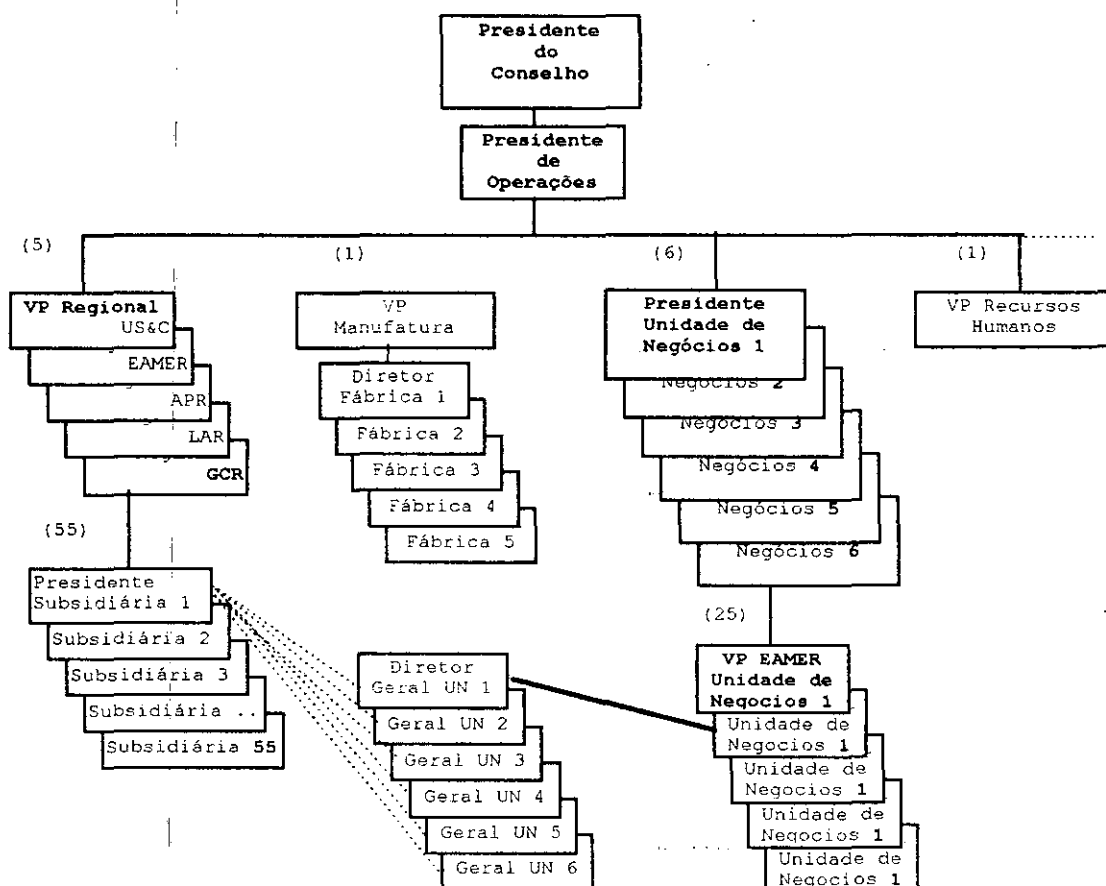 Presidente
do
Conselho
Presidente
de
Operações
(5)
(1)
(6)
(1)
VP Regional
US&C
EAMER
APR
LAR
GCR
VP
Manufatura
Diretor
Fábrica 1
Fábrica 2
Fábrica 3
Fábrica 4
Fábrica 5
Presidente
Unidade de
Negócios 1
Negocios 2
Negocios 3
Negócios 4
Negócios 5
Negócios 6
VP Recursos
Humanos
(55)
Presidente
Subsidiária 1
Subsidiária 2
Subsidiária 3
Subsidiária ..
Subsidiária 55
Diretor
Geral UN 1
Geral UN 2
Geral UN 3
Geral UN 4
Geral UN 5
Geral UN 6
(25)
VP EAMER
Unidade de
Negocios 1
Unidade de
Negocios 1
Unidade de
Negocios 1
Unidade de
Negocios 1
Unidade de
Negocios 1